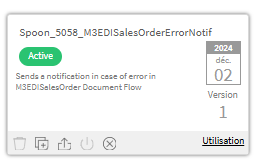 Spoon_5058_M3EDISalesOrderErrorNotif
Active
Sends a notification in case of error in
M3EDISalesOrder Document Flow
2024
déc.
02
Version
1
Utilisation